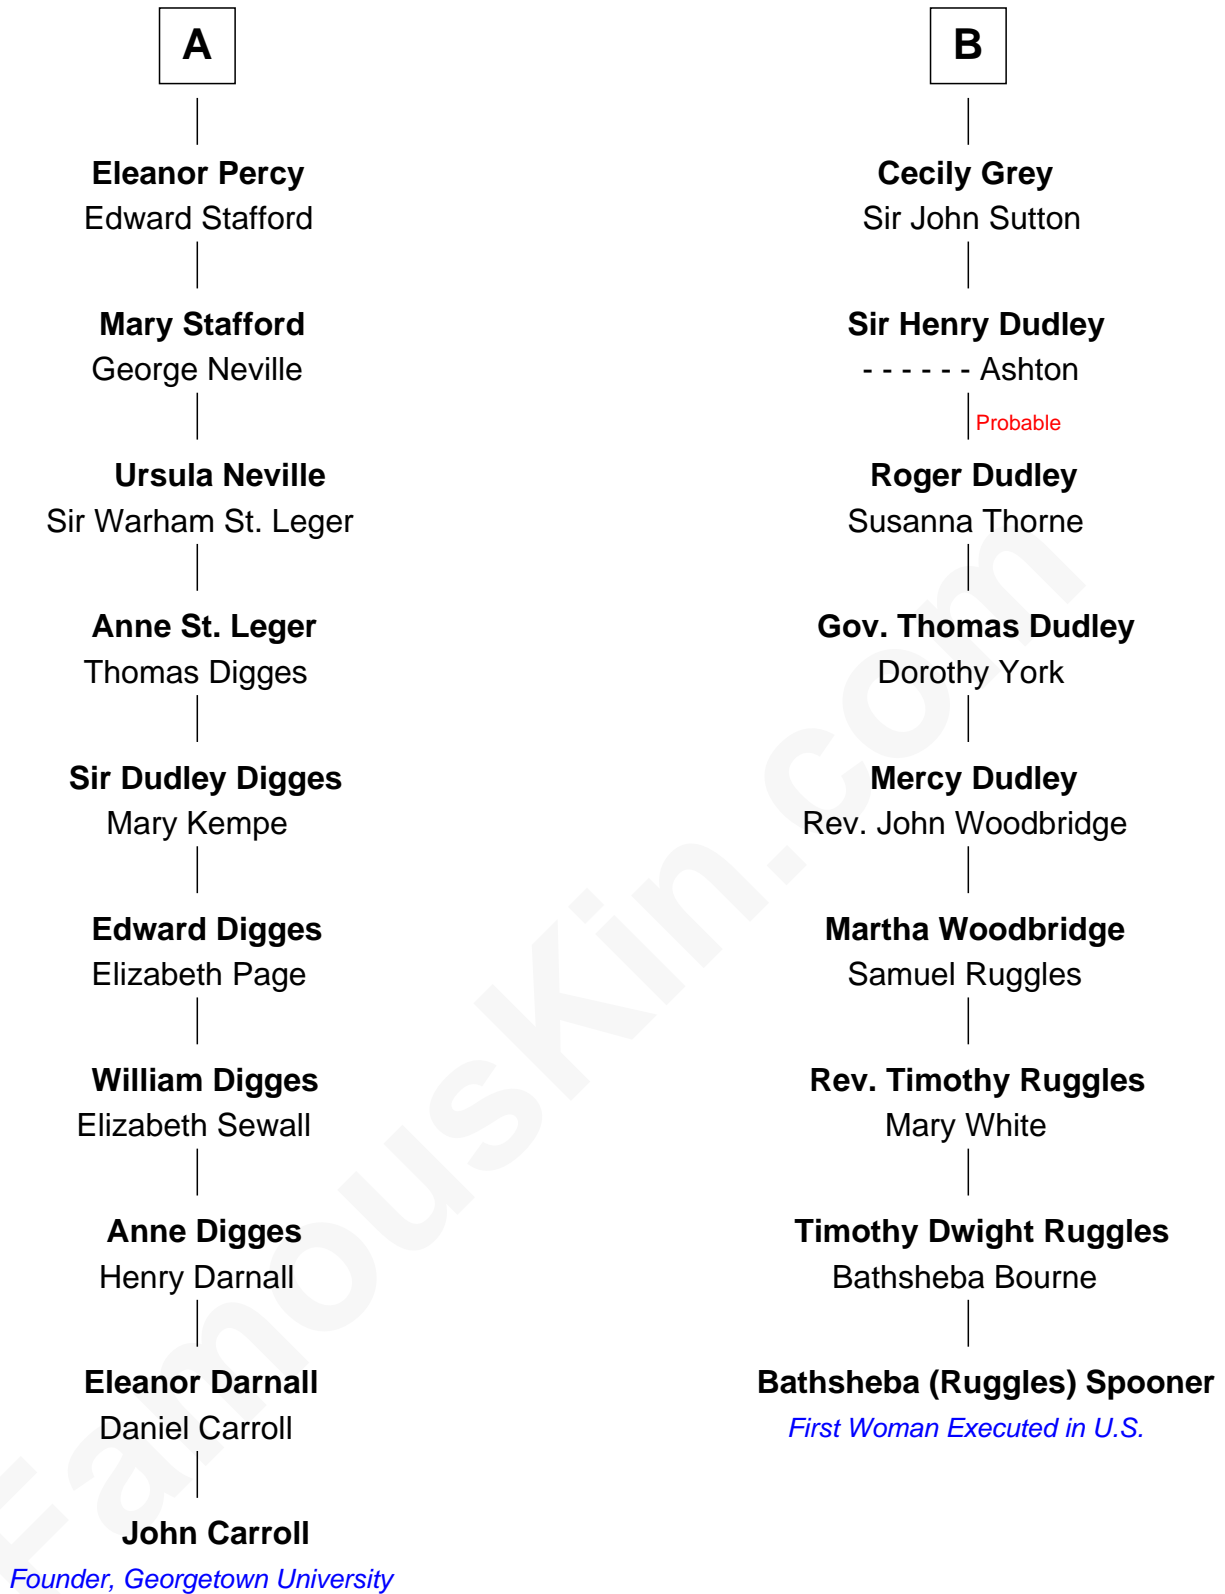 A
Eleanor Percy
Edward Stafford
Mary Stafford
George Neville
Ursula Neville
Sir Warham St. Leger
Anne St. Leger
Thomas Digges
Sir Dudley Digges
Mary Kempe
Edward Digges
Elizabeth Page
William Digges
Elizabeth Sewall
Anne Digges
Henry Darnall
Eleanor Darnall
Daniel Carroll
John Carroll
Founder, Georgetown University
B
Cecily Grey
Sir John Sutton
Sir Henry Dudley
- - - - - - Ashton
Probable
Roger Dudley
Susanna Thorne
Gov. Thomas Dudley
Dorothy York
Mercy Dudley
Rev. John Woodbridge
Martha Woodbridge
Samuel Ruggles
Rev. Timothy Ruggles
Mary White
Timothy Dwight Ruggles
Bathsheba Bourne
Bathsheba (Ruggles) Spooner
First Woman Executed in U.S.
FamousKin.com